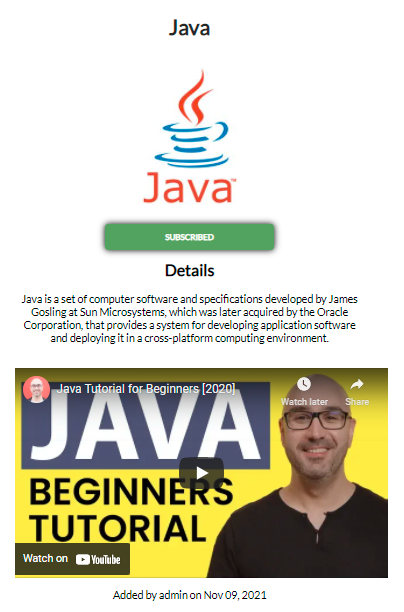 Java
Java™
SUBSCRIBED
Details
Java is a set of computer software and specifications developed by James
Gosling at Sun Microsystems, which was later acquired by the Oracle
Corporation, that provides a system for developing application software
and deploying it in a cross-platform computing environment.
Java Tutorial for Beginners [2020]
Watch later
Share
JAVA
BEGINNERS
TUTORIAL
Watch on YouTube
Added by admin on Nov 09, 2021